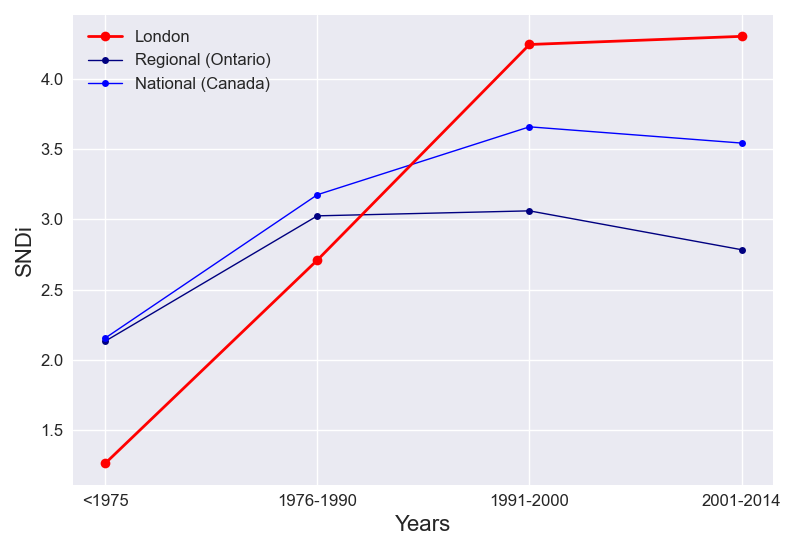 London
Regional (Ontario)
National (Canada)
4.0
3.5
3.0
2.5
2.0
1.5
SNDi
<1975
1976-1990
1991-2000
2001-2014
Years